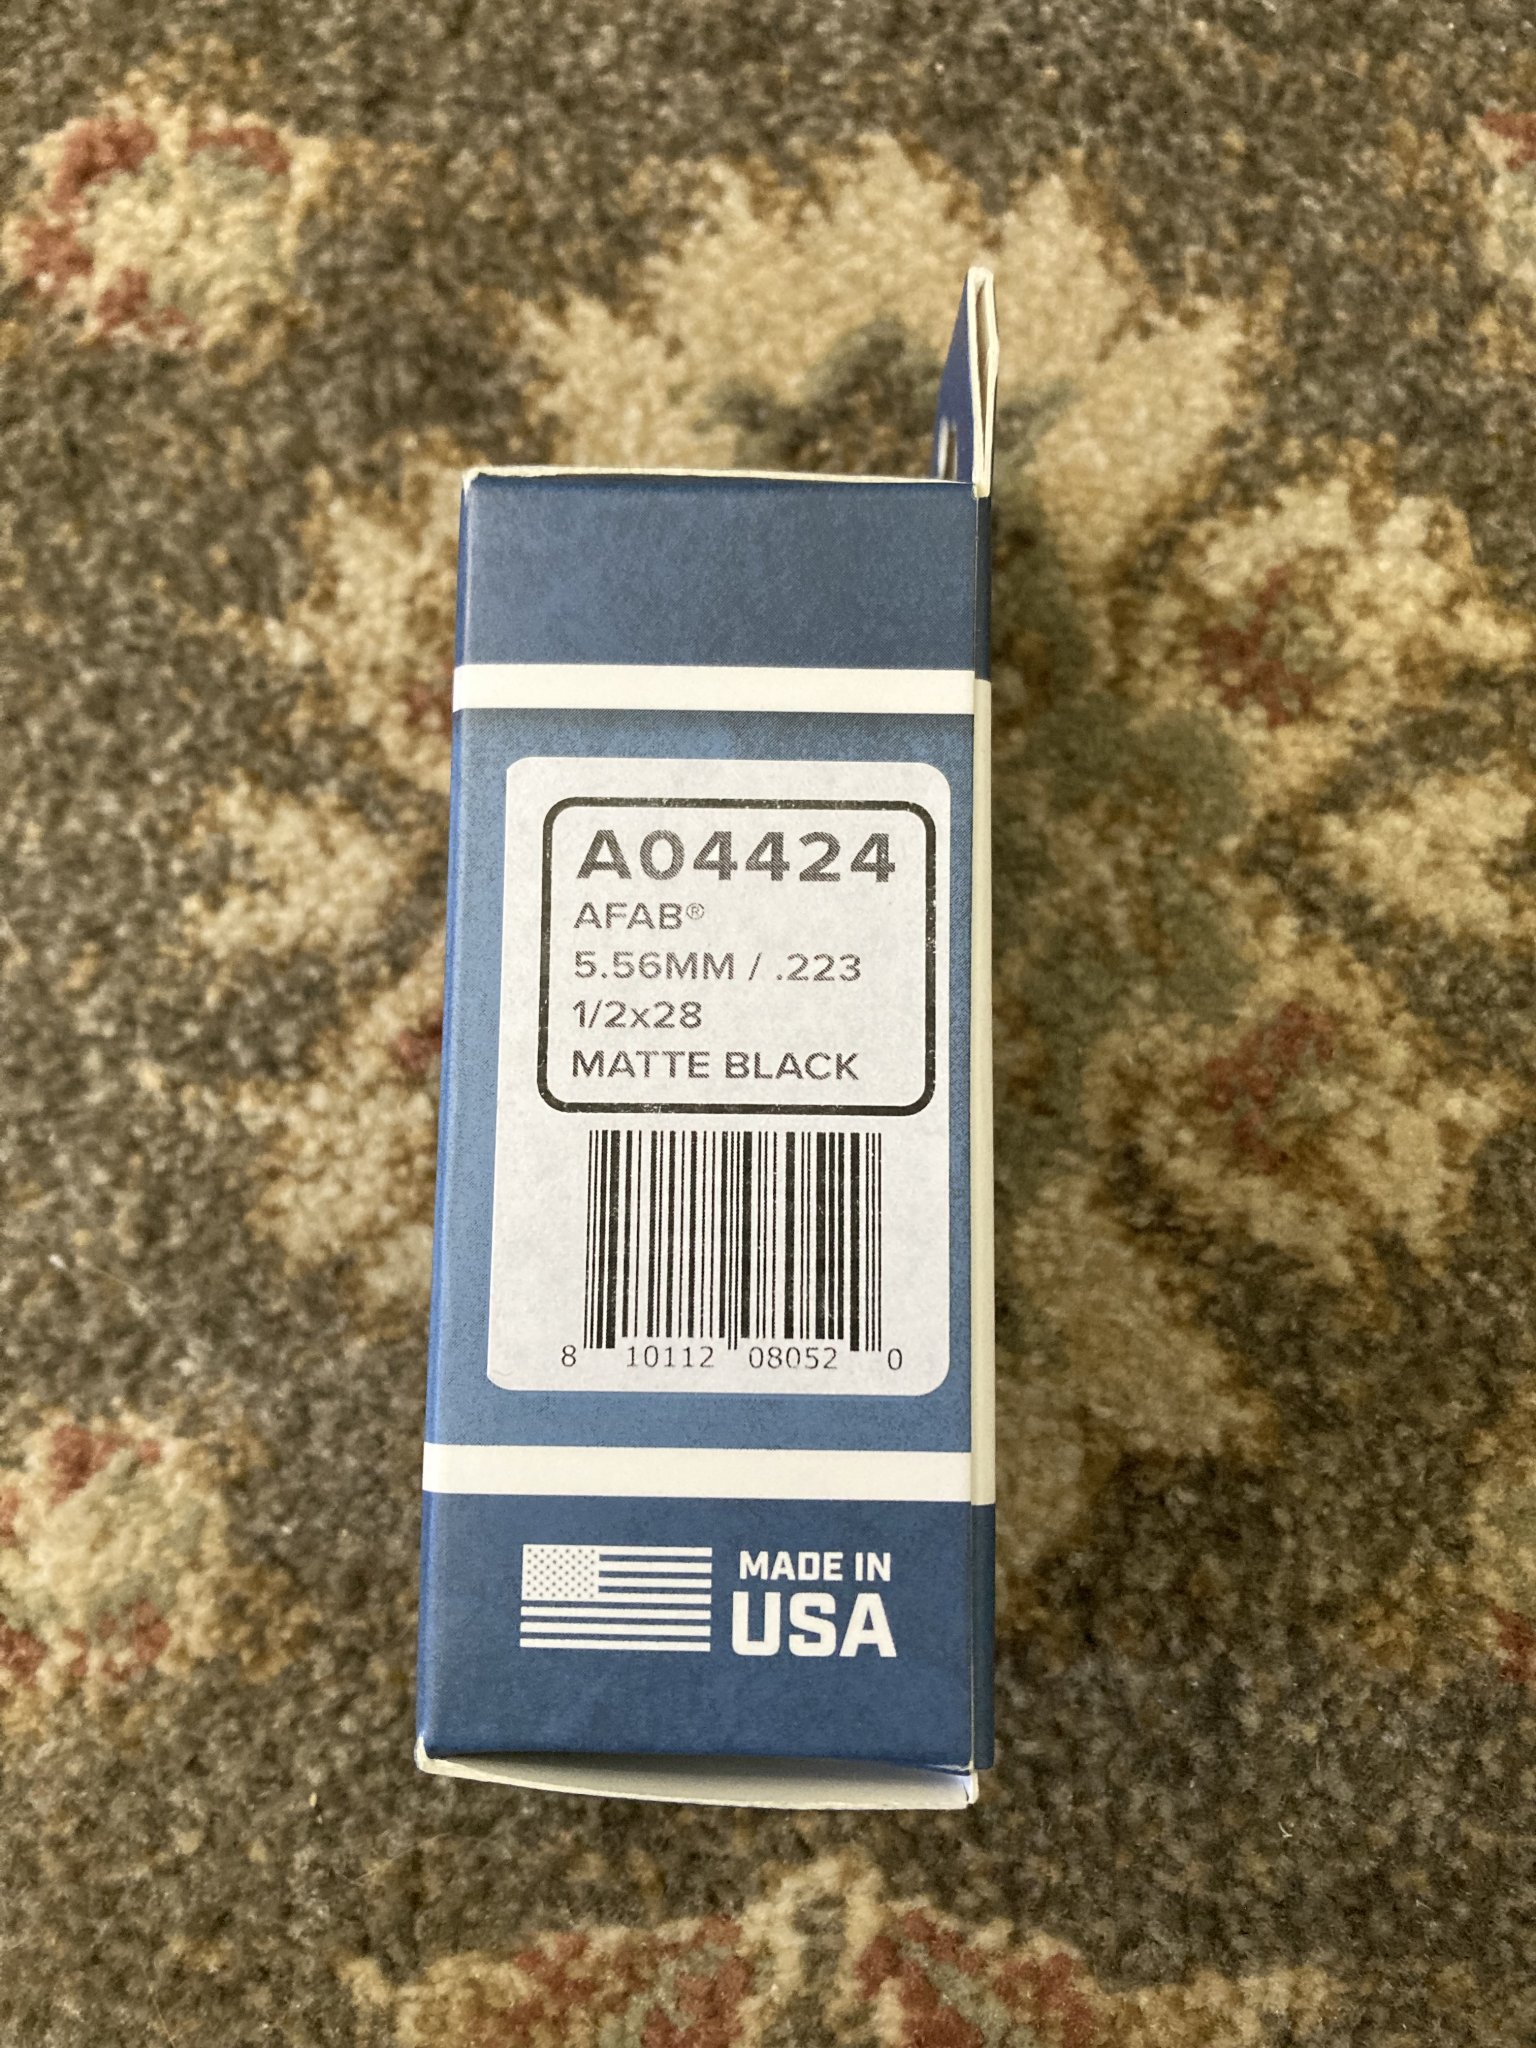 A04424
AFAB®
5.56MM / .223
1/2x28
MATTE BLACK
8 10112 08052 0
MADE IN
USA